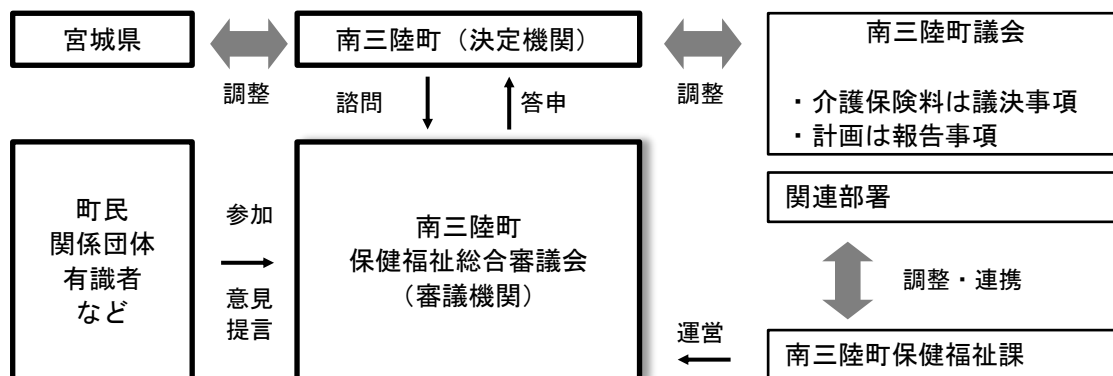 宮城県
調整
南三陸町（決定機関）
調整
南三陸町議会
・介護保険料は議決事項
・計画は報告事項
諮問
答申
町民
関係団体
有識者
など
参加
意見
提言
南三陸町
保健福祉総合審議会
（審議機関）
関連部署
調整・連携
運営
南三陸町保健福祉課